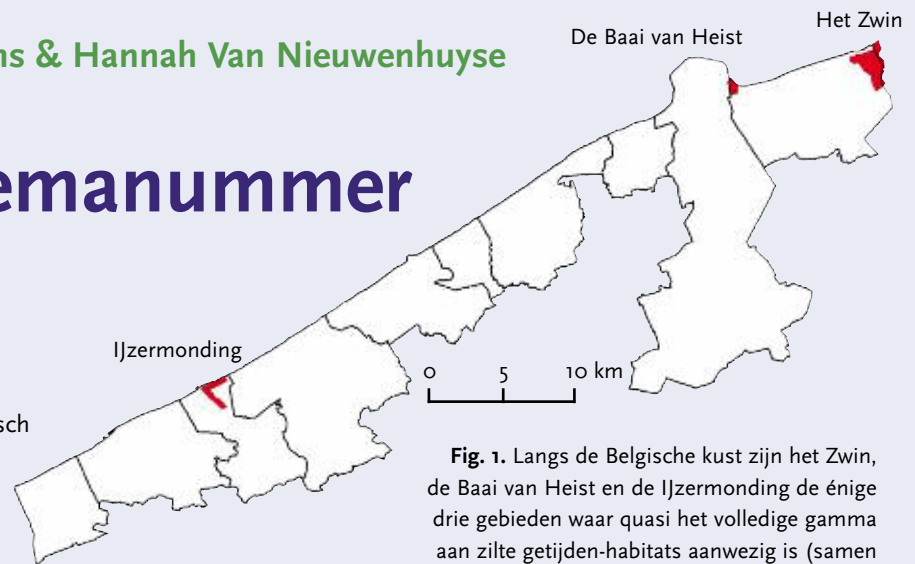 ns & Hannah Van Nieuwenhuyse
emanummer
De Baai van Heist
Het Zwin
IJzermonding
0 5 10 km
sch
Fig. 1. Langs de Belgische kust zijn het Zwin,
de Baai van Heist en de IJzermonding de énige
drie gebieden waar quasi het volledige gamma
aan zilte getijden-habitats aanwezig is (samen